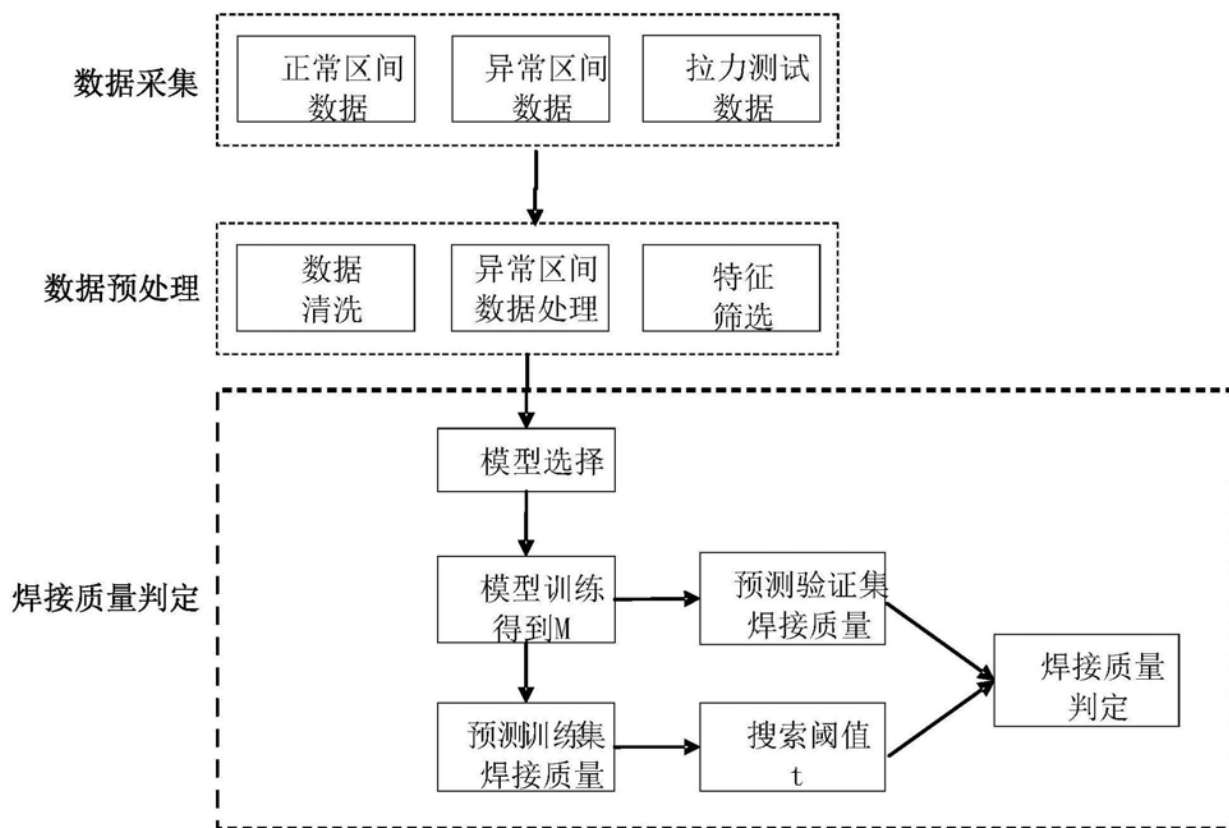 数据采集
正常区间
数据
异常区间
数据
拉力测试
数据
数据预处理
数据
清洗
异常区间
数据处理
特征
筛选
焊接质量判定
模型选择
模型训练
得到M
预测验证集
焊接质量
预测训练集
焊接质量
搜索阈值
t
焊接质量
判定